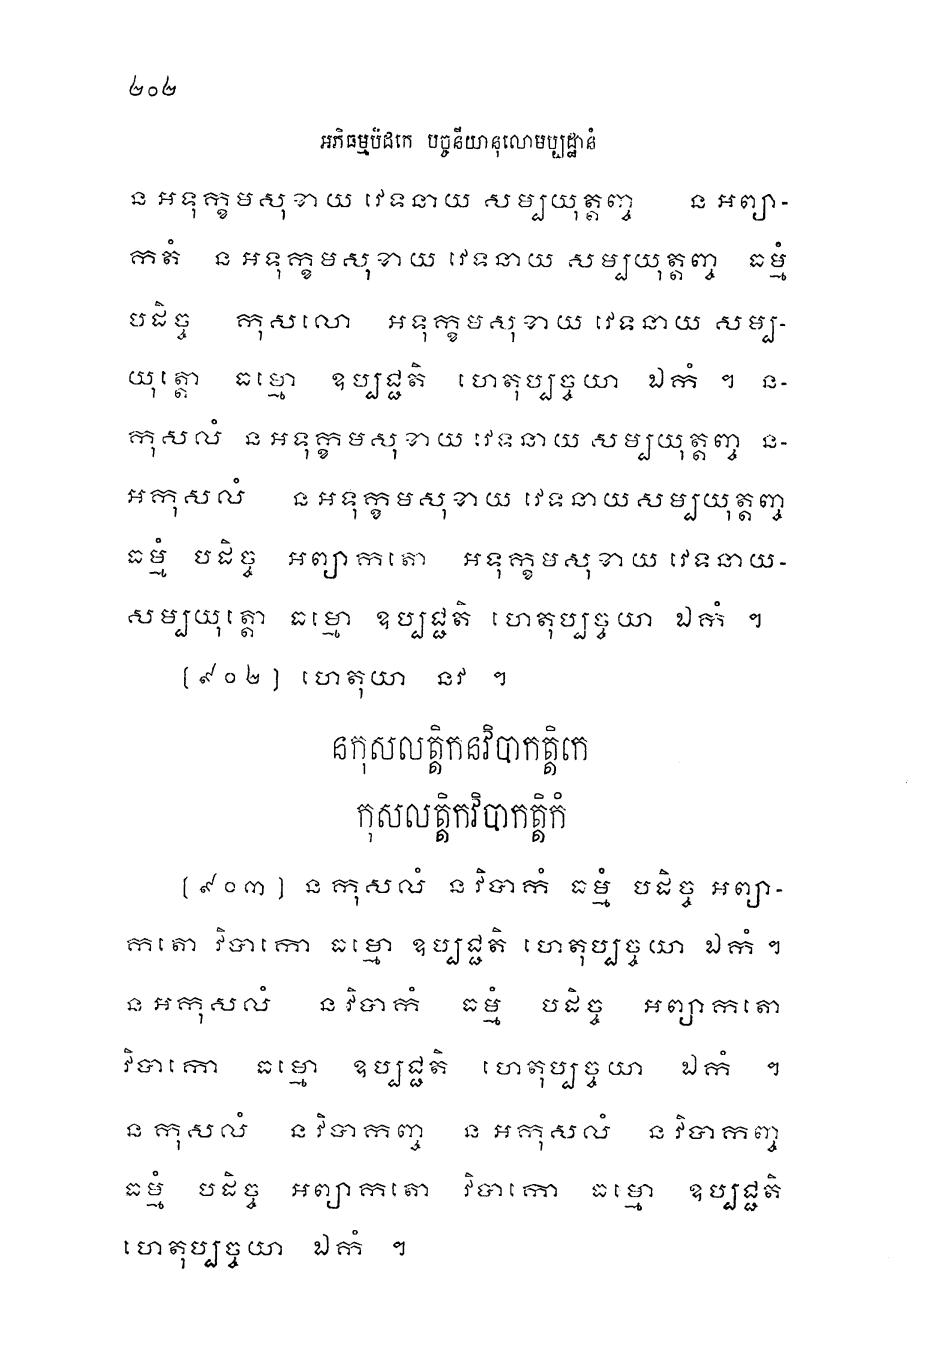 ២០២
អភិធម្មបិដកេ បច្ចនីយានុលោមប្បដ្ឋានំ
ន អទុក្ខមសុខាយ វេទនាយ សម្បយុត្តញ្ច ន អព្យា-
កតំ ន អទុក្ខមសុខាយ វេទនាយ សម្បយុត្តញ្ច ធម្មំ
បដិច្ច កុសលោ អទុក្ខមសុខាយ វេទនាយ សម្ប-
យុត្តោ ធម្មោ ឧប្បជ្ជតិ ហេតុប្បច្ចយា ឯកំ ។ ន-
កុសលំ ន អទុក្ខមសុខាយ វេទនាយ សម្បយុត្តញ្ច ន-
អកុសលំ ន អទុក្ខមសុខាយ វេទនាយ សម្បយុត្តញ្ច
ធម្មំ បដិច្ច អព្យាកតោ អទុក្ខមសុខាយ វេទនាយ-
សម្បយុត្តោ ធម្មោ ឧប្បជ្ជតិ ហេតុប្បច្ចយា ឯកំ ។
(៩០២) ហេតុយា នវ ។
នកុសលត្តិកនវិបាកត្តិកេ
កុសលត្តិកវិបាកត្តិកំ
(៩០៣) ន កុសលំ ន វិបាកំ ធម្មំ បដិច្ច អព្យា-
កតោ វិបាកោ ធម្មោ ឧប្បជ្ជតិ ហេតុប្បច្ចយា ឯកំ ។
ន អកុសលំ ន វិបាកំ ធម្មំ បដិច្ច អព្យាកតោ
វិបាកោ ធម្មោ ឧប្បជ្ជតិ ហេតុប្បច្ចយា ឯកំ ។
ន កុសលំ ន វិបាកញ្ច ន អកុសលំ ន វិបាកញ្ច
ធម្មំ បដិច្ច អព្យាកតោ វិបាកោ ធម្មោ ឧប្បជ្ជតិ
ហេតុប្បច្ចយា ឯកំ ។